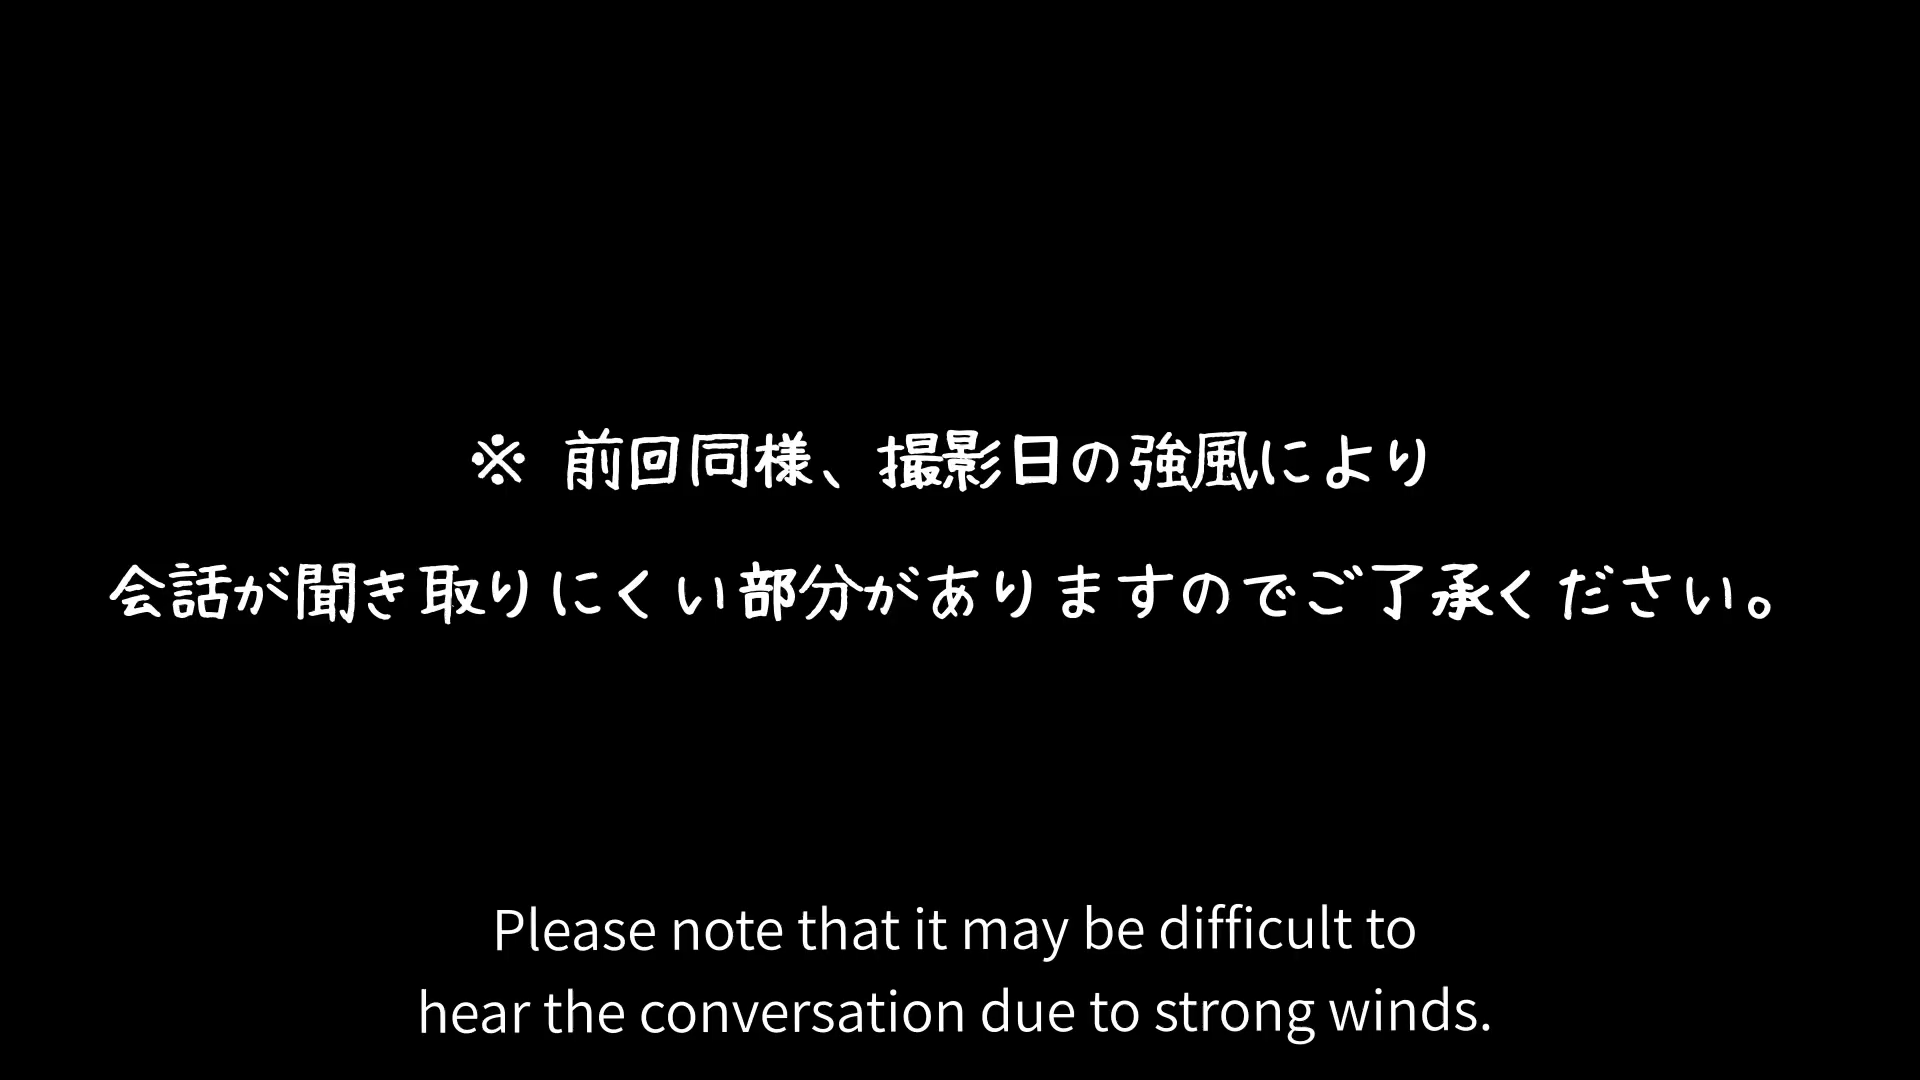 ※ 前回同様、撮影日の強風により
会話が聞き取りにくい部分がありますのでご了承ください。
Please note that it may be difficult to
hear the conversation due to strong winds.